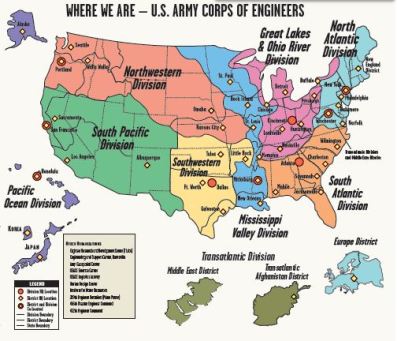 WHERE WE ARE – U.S. ARMY CORPS OF ENGINEERS
Alaska
Great Lakes
& Ohio River
Division
North
Atlantic
Division
Seattle
Portland
Walla Walla
Northwestern
Division
St. Paul
Rock Island
Chicago
Detroit
Buffalo
New York
New England
District
Philadelphia
Baltimore
Pittsburgh
Norfolk
Omaha
Kansas City
St. Louis
Cincinnati
Louisville
Huntington
Winchester
Nashville
Wilmington
Transatlantic Division
and Middle East District
Sacramento
San Francisco
South Pacific
Division
Los Angeles
Albuquerque
Tulsa
Little Rock
Memphis
Southwestern
Division
Ft. Worth
Dallas
Vicksburg
Atlanta
Charleston
Savannah
Mobile
Jacksonville
Galveston
New Orleans
South
Atlantic
Division
Mississippi
Valley Division
Honolulu
Pacific
Ocean Division
KOREA
JAPAN
LEGEND
Division HQ Location
District HQ Location
District and Division
Co-located
Division Boundary
District Boundary
State Boundary
Transatlantic Division
Middle East District
Transatlantic
Afghanistan District
Europe District